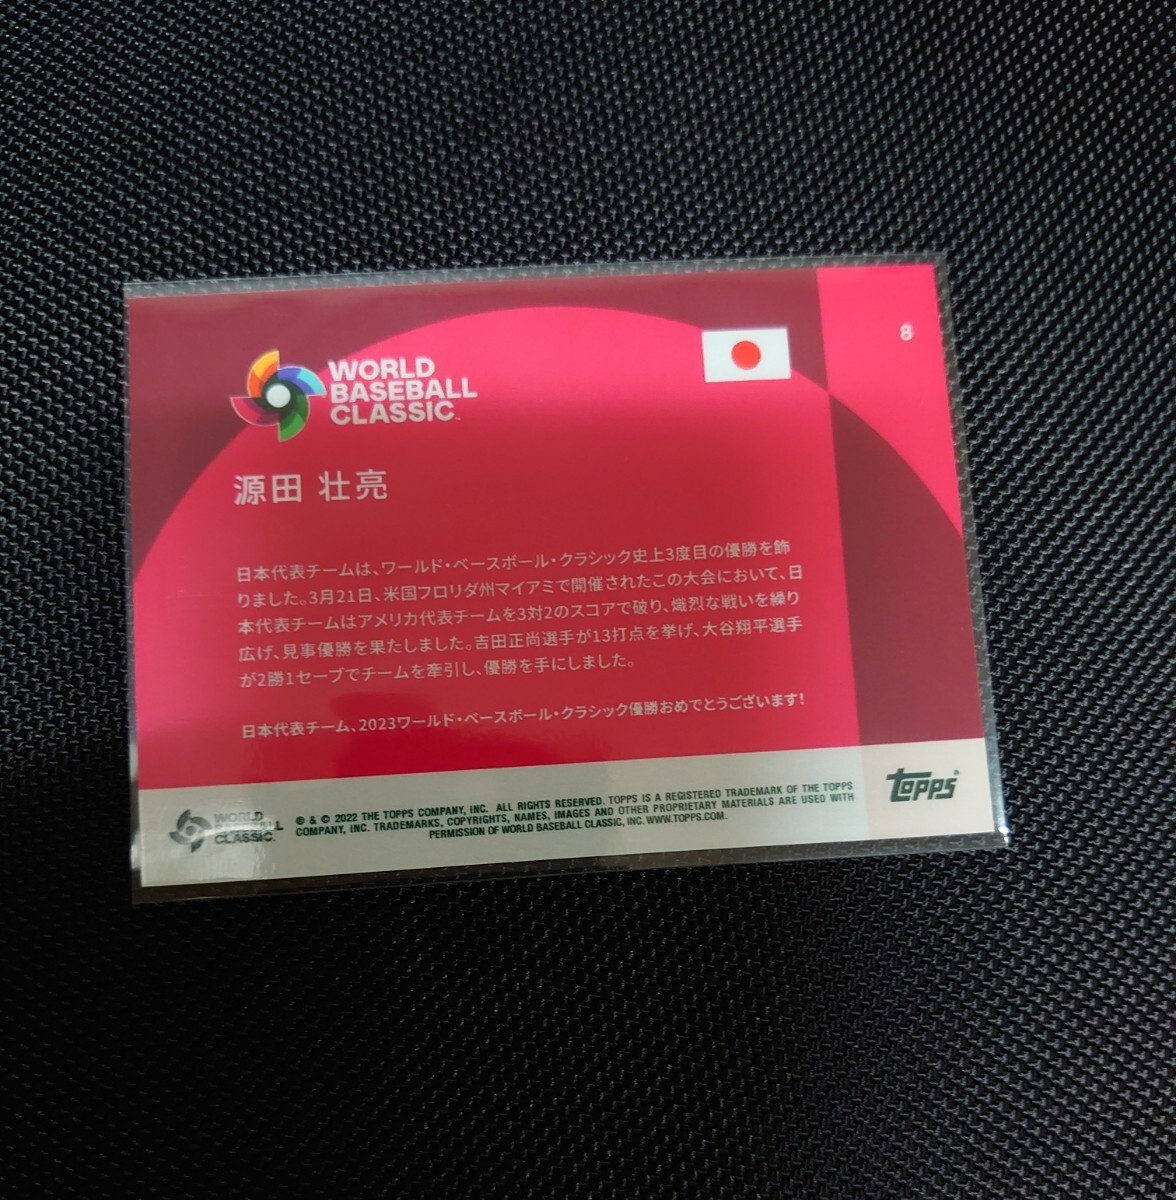 8
WORLD
BASEBALL
CLASSIC™
源田 壮亮
日本代表チームは、ワールド・ベースボール・クラシック史上3度目の優勝を飾
りました。3月21日、米国フロリダ州マイアミで開催されたこの大会において、日
本代表チームはアメリカ代表チームを3対2のスコアで破り、熾烈な戦いを繰り
広げ、見事優勝を果たしました。吉田正尚選手が13打点を挙げ、大谷翔平選手
が2勝1セーブでチームを牽引し、優勝を手にしました。
日本代表チーム、2023ワールド・ベースボール・クラシック優勝おめでとうございます!
WORLD
BASEBALL
CLASSIC
® & © 2022 THE TOPPS COMPANY, INC. ALL RIGHTS RESERVED. TOPPS IS A REGISTERED TRADEMARK OF THE TOPPS
COMPANY, INC. TRADEMARKS, COPYRIGHTS, NAMES, IMAGES AND OTHER PROPRIETARY MATERIALS ARE USED WITH
PERMISSION OF WORLD BASEBALL CLASSIC, INC. WWW.TOPPS.COM.
topps®